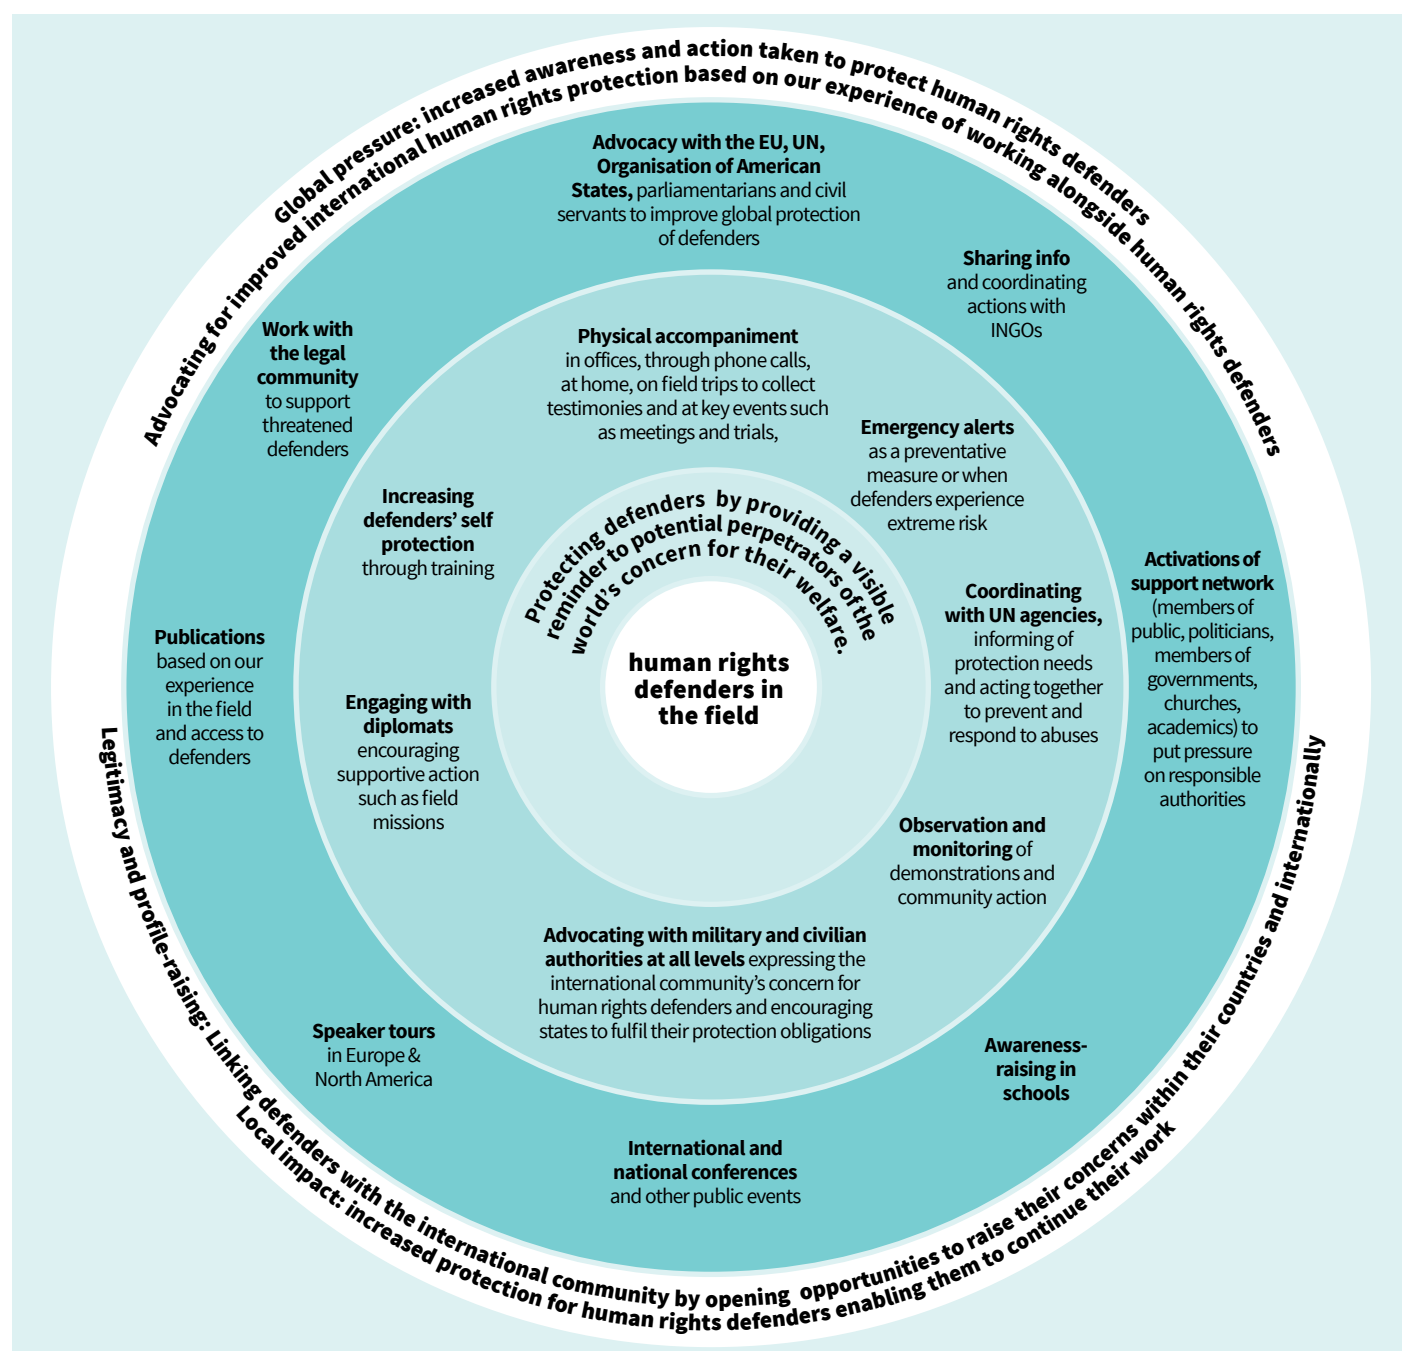 Global pressure: increased awareness and action taken to protect human rights defenders
Advocating for improved international human rights protection based on our experience of working alongside human rights defenders
Advocacy with the EU, UN,
Organisation of American
States, parliamentarians and civil
servants to improve global protection
of defenders
Sharing info
and coordinating
actions with
INGOs
Work with
the legal
community
to support
threatened
defenders
Physical accompaniment
in offices, through phone calls,
at home, on field trips to collect
testimonies and at key events such
as meetings and trials,
Emergency alerts
as a preventative
measure or when
defenders experience
extreme risk
Increasing
defenders’ self
protection
through training
Protecting defenders by providing a visible
reminder to potential perpetrators of the
world’s concern for their welfare.
human rights
defenders in
the field
Coordinating
with UN agencies,
informing of
protection needs
and acting together
to prevent and
respond to abuses
Activations of
support network
(members of
public, politicians,
members of
governments,
churches,
academics) to
put pressure
on responsible
authorities
Publications
based on our
experience
in the field
and access to
defenders
Engaging with
diplomats
encouraging
supportive action
such as field
missions
Observation and
monitoring of
demonstrations and
community action
Advocating with military and civilian
authorities at all levels expressing the
international community’s concern for
human rights defenders and encouraging
states to fulfil their protection obligations
Speaker tours
in Europe &
North America
Awareness-
raising in
schools
International and
national conferences
and other public events
Legitimacy and profile-raising: Linking defenders with the international community by opening opportunities to raise their concerns within their countries and internationally
Local impact: increased protection for human rights defenders enabling them to continue their work